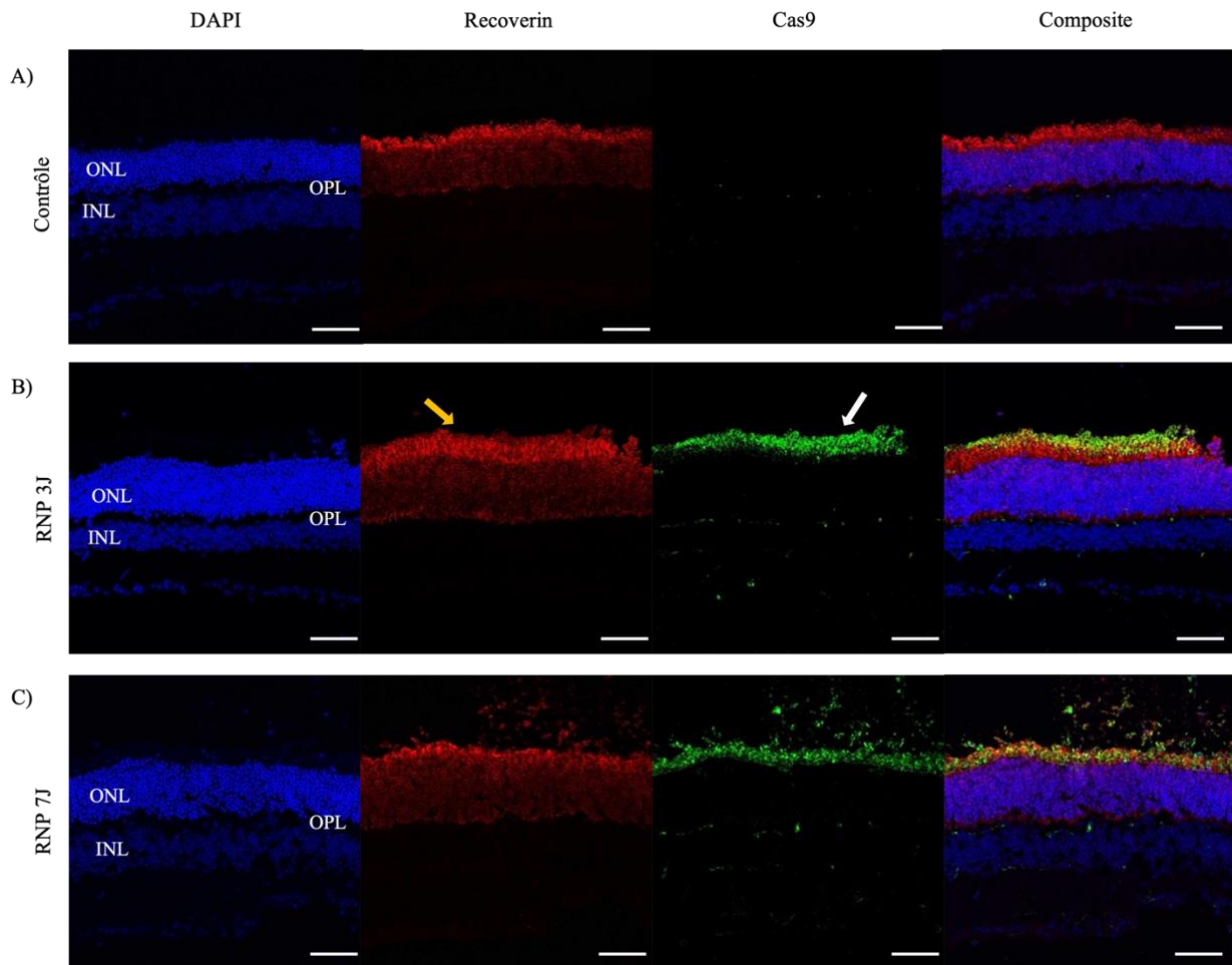 DAPI Recoverin Cas9 Composite
A)
Contrôle
ONL
OPL
INL
B)
RNP 3J
ONL
OPL
INL
C)
RNP 7J
ONL
OPL
INL